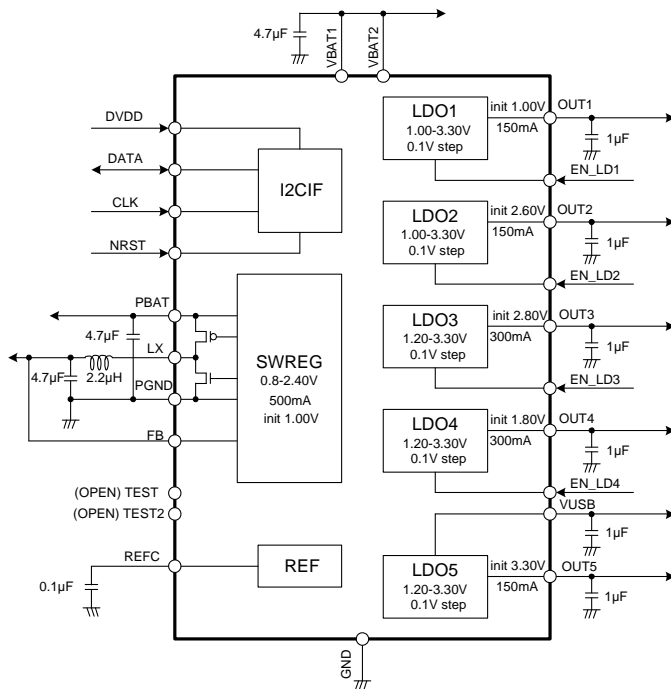 4.7µF
VBAT1
VBAT2
DVDD
DATA
CLK
NRST
I2CIF
LDO1
1.00-3.30V
0.1V step
init 1.00V
150mA
OUT1
1µF
EN_LD1
LDO2
1.00-3.30V
0.1V step
init 2.60V
150mA
OUT2
1µF
EN_LD2
PBAT
4.7µF
LX
4.7µF
2.2µH
PGND
FB
SWREG
0.8-2.40V
500mA
init 1.00V
LDO3
1.20-3.30V
0.1V step
init 2.80V
300mA
OUT3
1µF
EN_LD3
LDO4
1.20-3.30V
0.1V step
init 1.80V
300mA
OUT4
1µF
EN_LD4
(OPEN) TEST
(OPEN) TEST2
REFC
0.1µF
REF
VUSB
1µF
LDO5
1.20-3.30V
0.1V step
init 3.30V
150mA
OUT5
1µF
GND